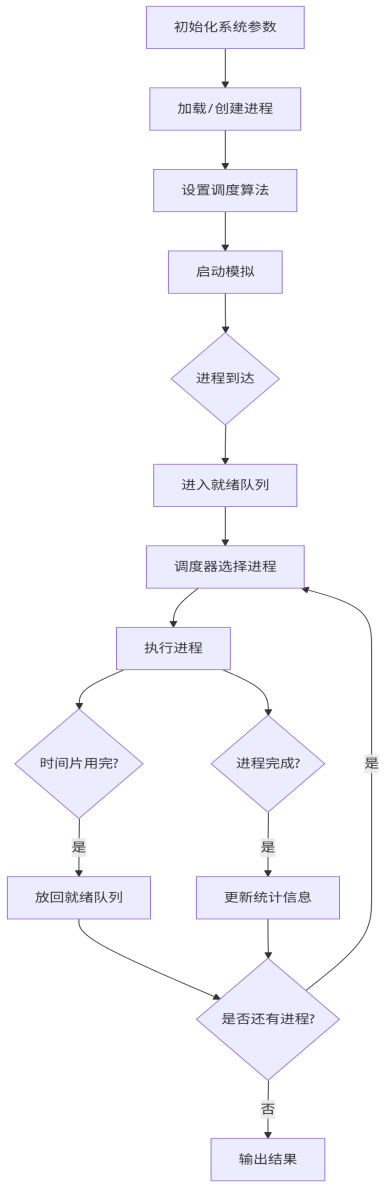 初始化系统参数
加载/创建进程
设置调度算法
启动模拟
进程到达
进入就绪队列
调度器选择进程
执行进程
时间片用完?
进程完成?
是
是
是
放回就绪队列
更新统计信息
是否还有进程?
否
输出结果